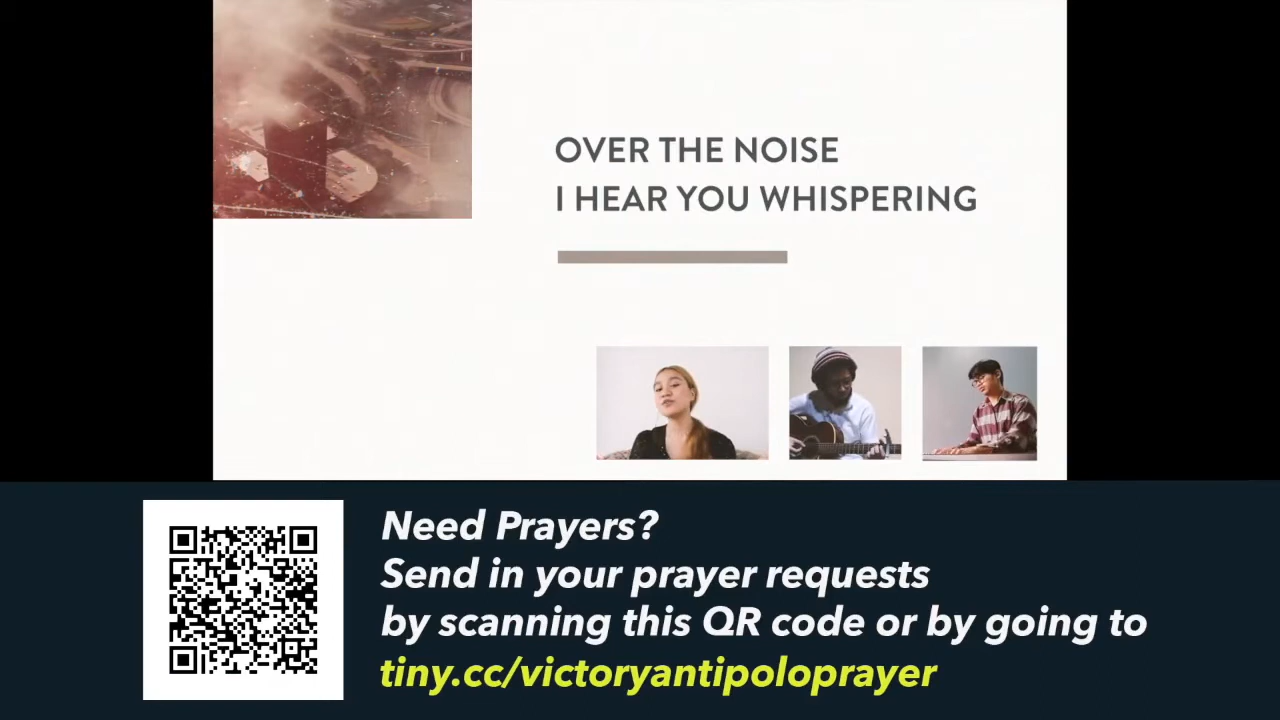 OVER THE NOISE
I HEAR YOU WHISPERING
Need Prayers?
Send in your prayer requests
by scanning this QR code or by going to
tiny.cc/victoryantipoloprayer